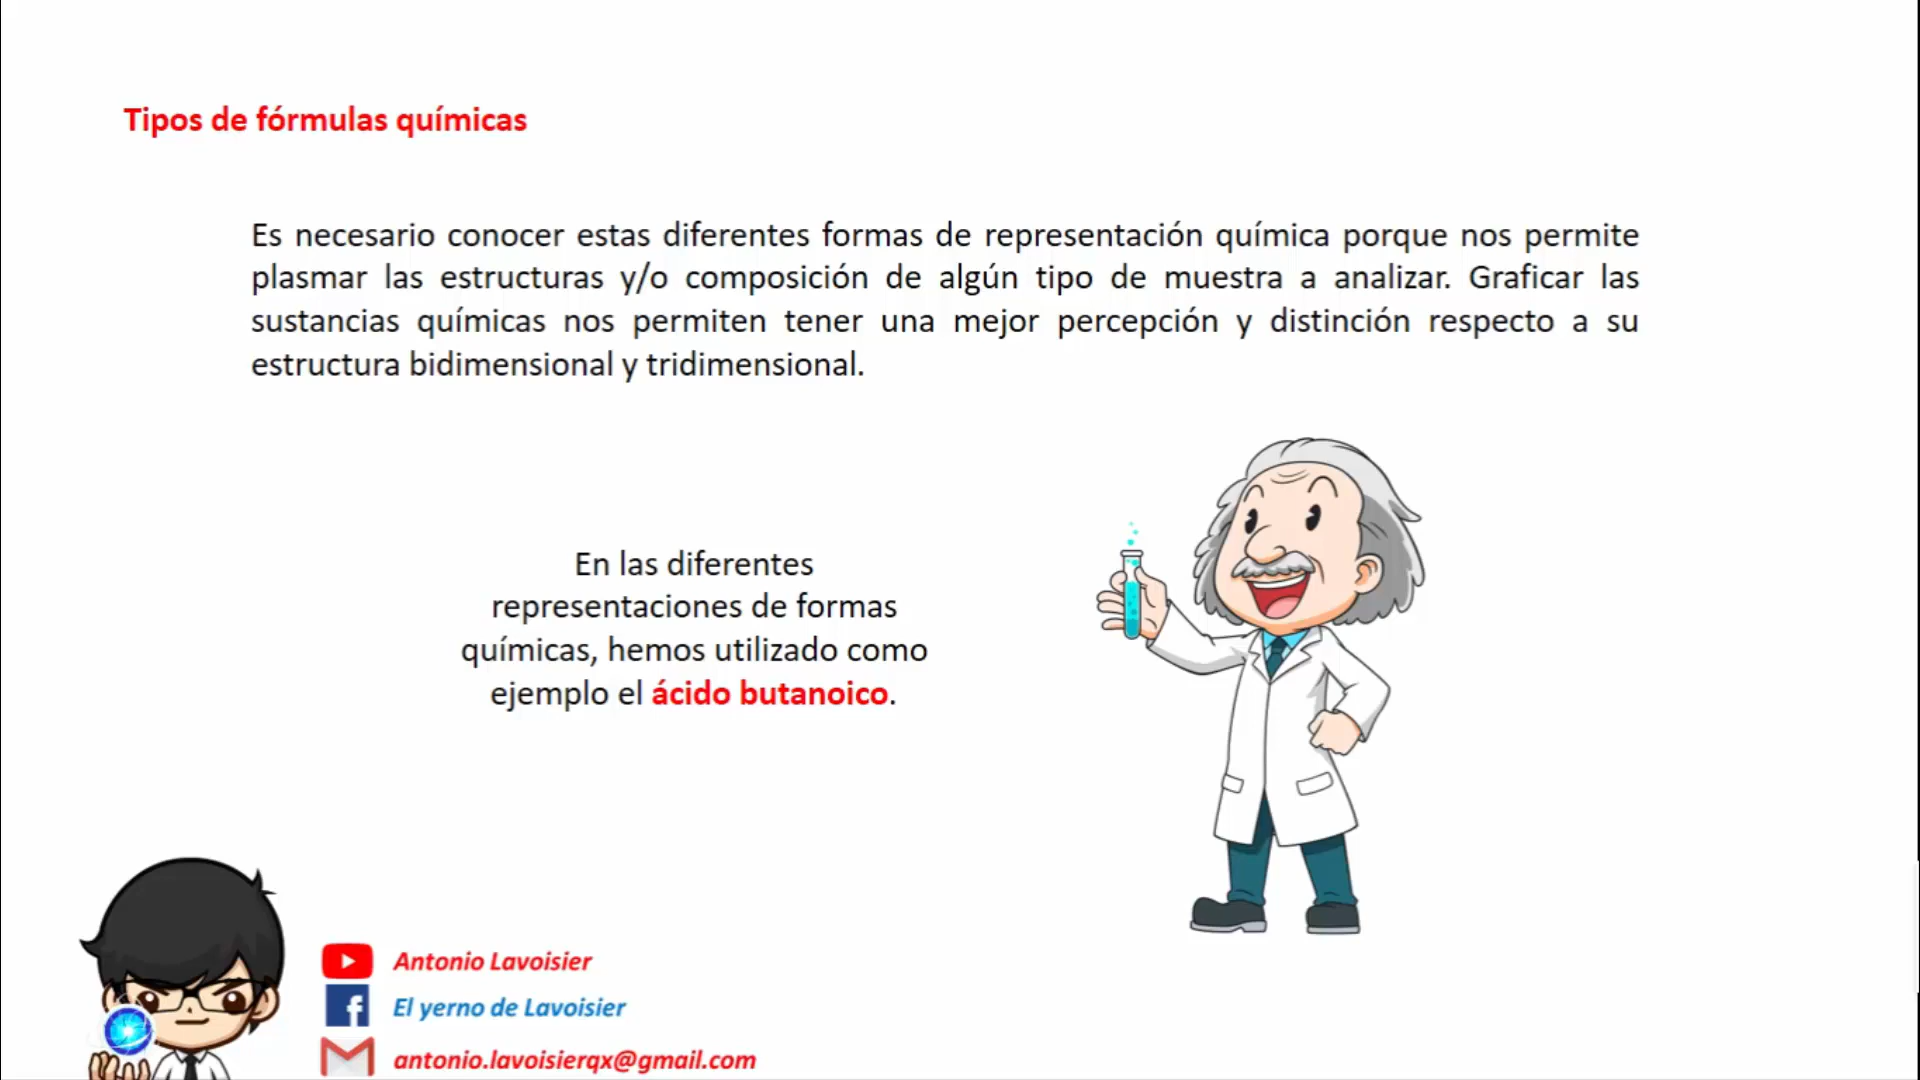 Tipos de fórmulas químicas
Es necesario conocer estas diferentes formas de representación química porque nos permite
plasmar las estructuras y/o composición de algún tipo de muestra a analizar. Graficar las
sustancias químicas nos permiten tener una mejor percepción y distinción respecto a su
estructura bidimensional y tridimensional.
En las diferentes
representaciones de formas
químicas, hemos utilizado como
ejemplo el ácido butanoico.
Antonio Lavoisier
El yerno de Lavoisier
antonio.lavoisierqx@gmail.com